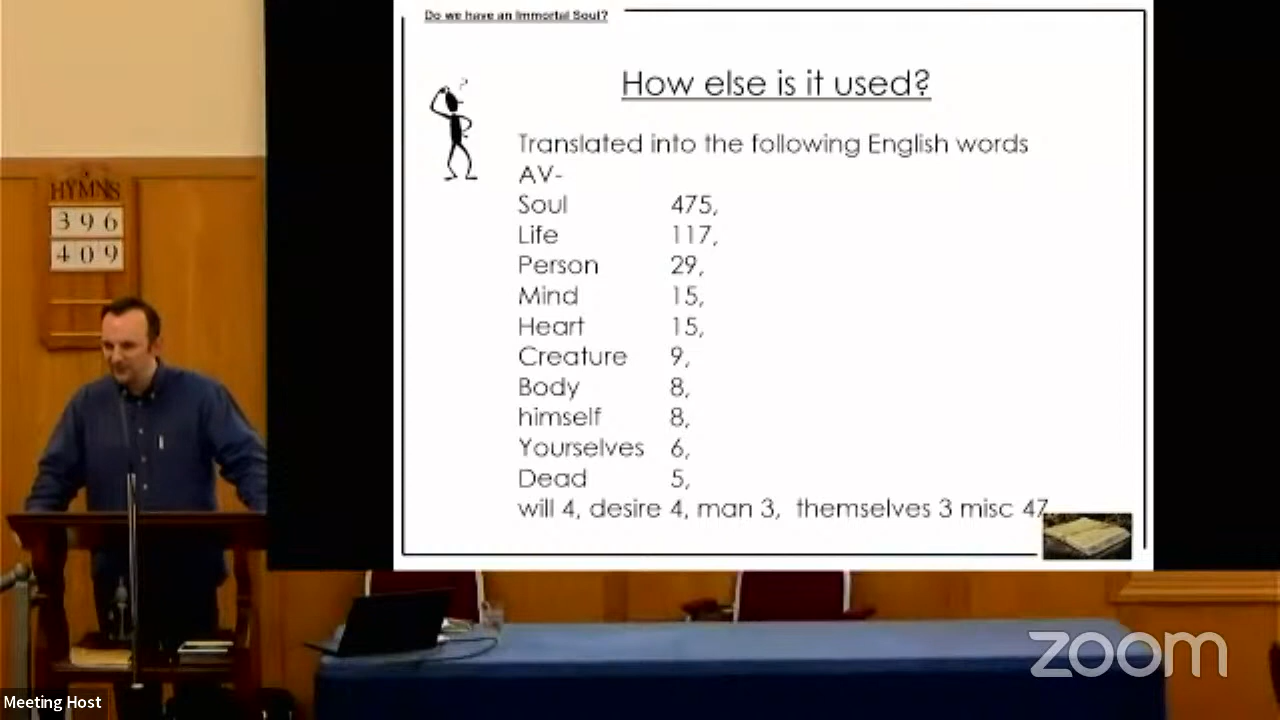 Do we have an Immortal Soul?
How else is it used?
Translated into the following English words
AV-
Soul 475,
Life 117,
Person 29,
Mind 15,
Heart 15,
Creature 9,
Body 8,
himself 8,
Yourselves 6,
Dead 5,
will 4, desire 4, man 3, themselves 3 misc 47
HYMNS
396
409
zoom
Meeting Host